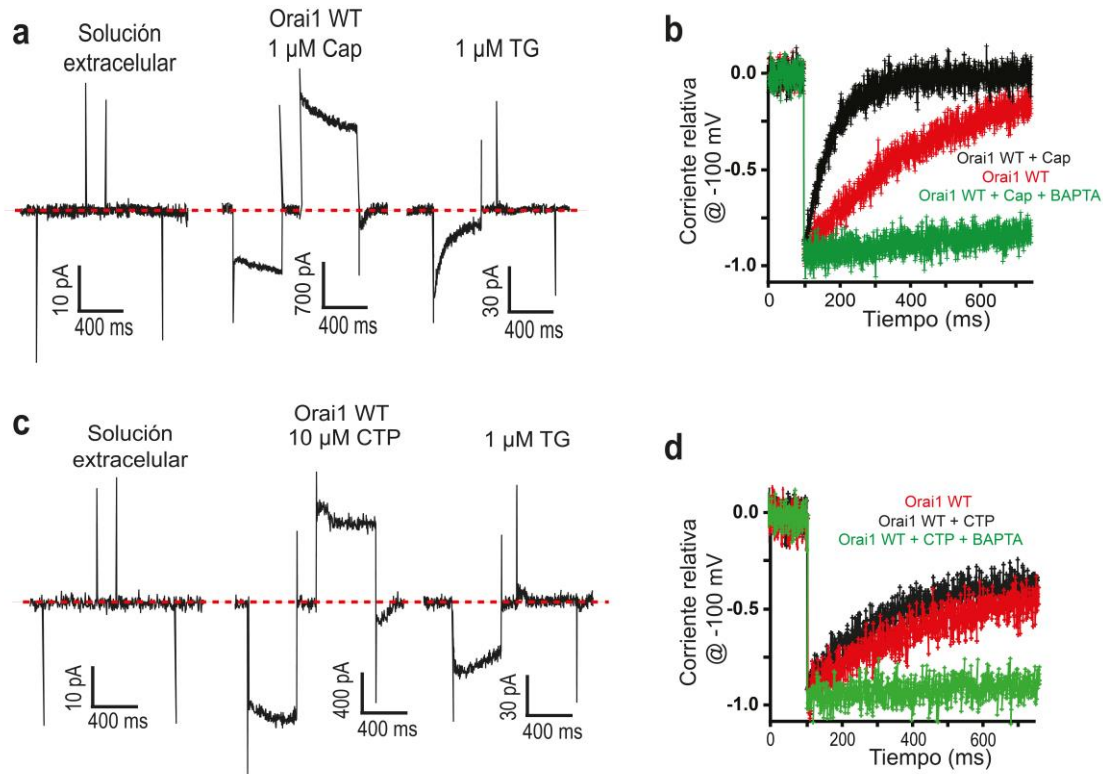 a
Solución
extracelular
Orai1 WT
1 µM Cap
1 µM TG
10 pA
400 ms
700 pA
400 ms
30 pA
400 ms
b
Corriente relativa
@ -100 mV
0.0
-0.5
-1.0
Orai1 WT + Cap
Orai1 WT
Orai1 WT + Cap + BAPTA
0
200
400
600
Tiempo (ms)
c
Solución
extracelular
Orai1 WT
10 µM CTP
1 µM TG
10 pA
400 ms
400 pA
400 ms
30 pA
400 ms
d
Corriente relativa
@ -100 mV
0.0
-0.5
-1.0
Orai1 WT
Orai1 WT + CTP
Orai1 WT + CTP + BAPTA
0
200
400
600
Tiempo (ms)